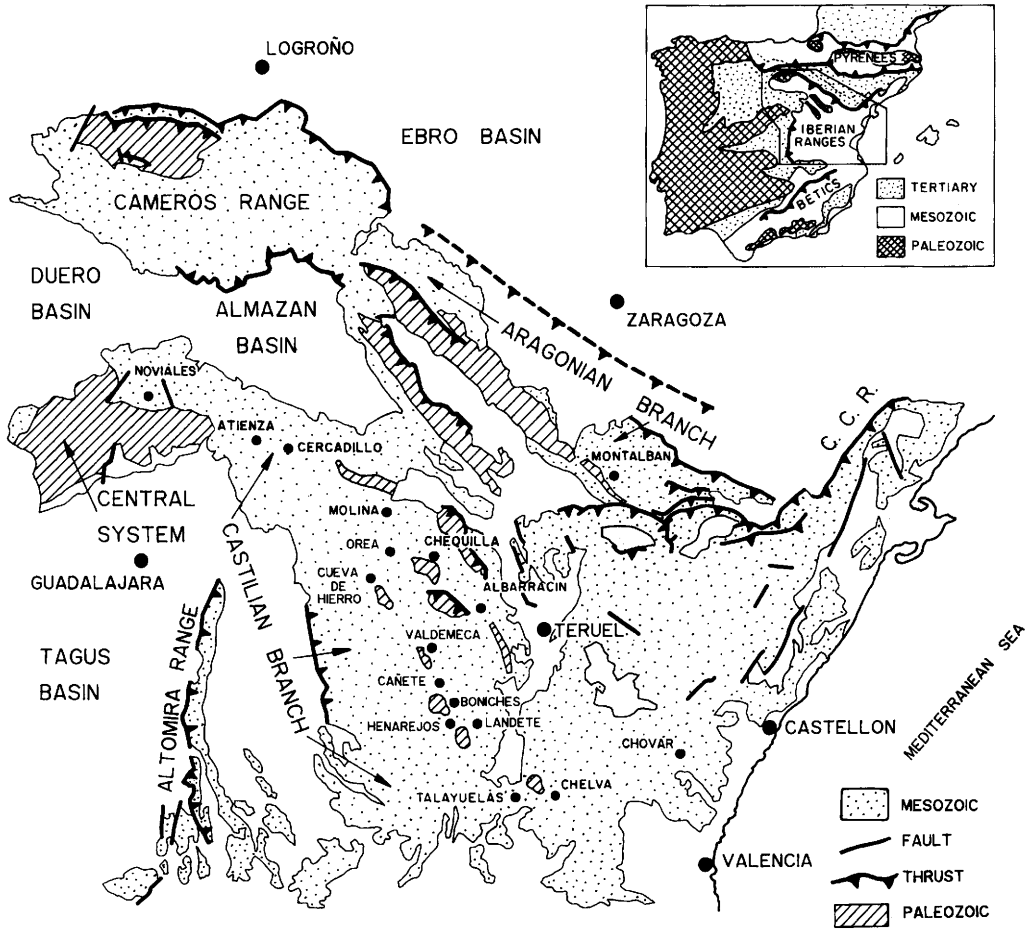 LOGROÑO
EBRO BASIN
CAMEROS RANGE
DUERO
BASIN
ALMAZAN
BASIN
ZARAGOZA
ARAGONIAN
BRANCH
NOVIALES
ATIENZA
CERCADILLO
MONTALBAN
C. C. R.
CENTRAL
SYSTEM
MOLINA
OREA
CHEQUILLA
GUADALAJARA
CUEVA
DE
HIERRO
ALBARRACIN
CASTILIAN
BRANCH
TERUEL
VALDEMECA
TAGUS
BASIN
ALTOMIRA RANGE
CAÑETE
BONICHES
HENAREJOS
LANDETE
CHOVAR
CASTELLON
MEDITERRANEAN SEA
TALAYUELAS
CHELVA
VALENCIA
PYRENEES
IBERIAN
RANGES
BETICS
TERTIARY
MESOZOIC
PALEOZOIC
MESOZOIC
FAULT
THRUST
PALEOZOIC